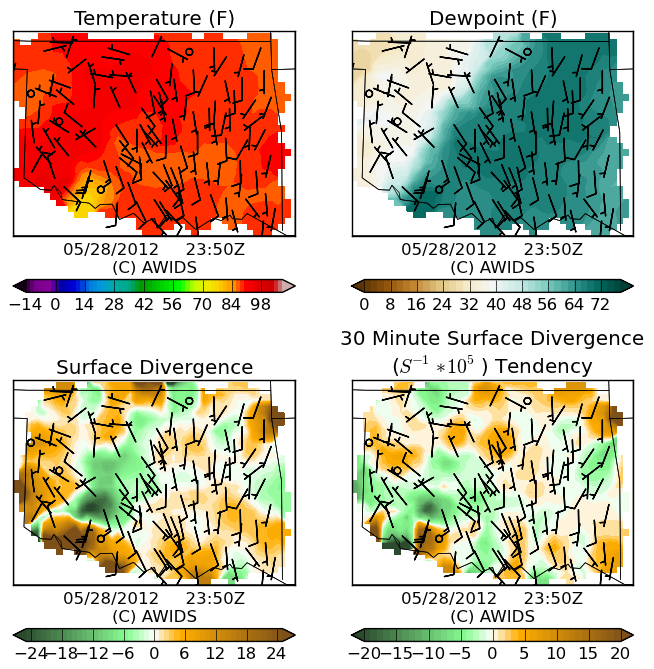 Temperature (F)
05/28/2012 23:50Z
(C) AWIDS
−14 0 14 28 42 56 70 84 98
Dewpoint (F)
05/28/2012 23:50Z
(C) AWIDS
0 8 16 24 32 40 48 56 64 72
Surface Divergence
05/28/2012 23:50Z
(C) AWIDS
−24 −18 −12 −6 0 6 12 18 24
30 Minute Surface Divergence
(S⁻¹ *10⁵ ) Tendency
05/28/2012 23:50Z
(C) AWIDS
−20 −15 −10 −5 0 5 10 15 20